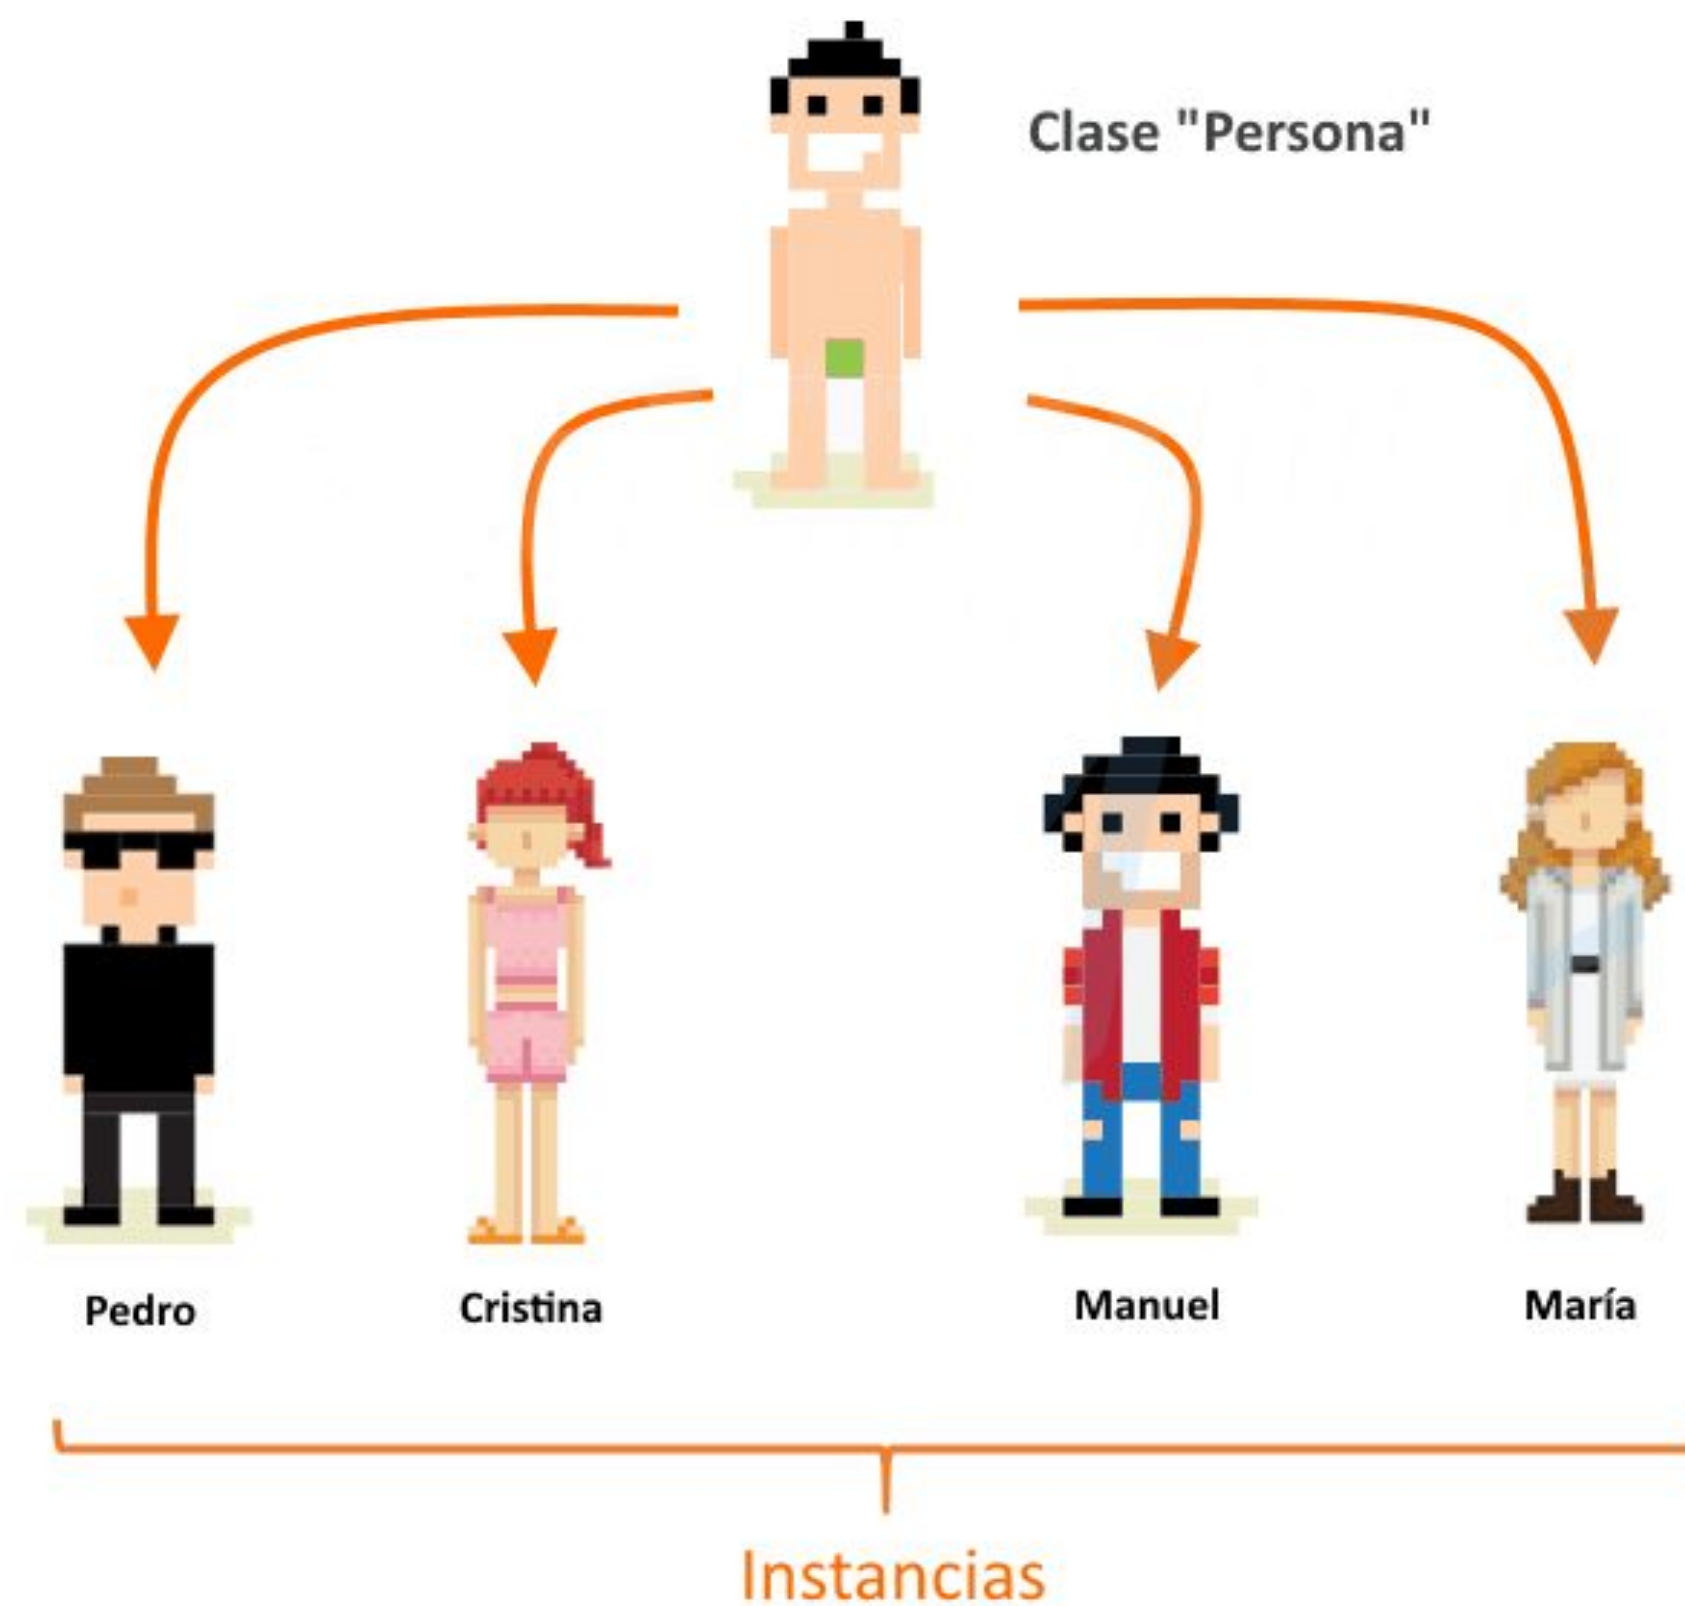 Clase "Persona"
Pedro
Cristina
Manuel
María
Instancias